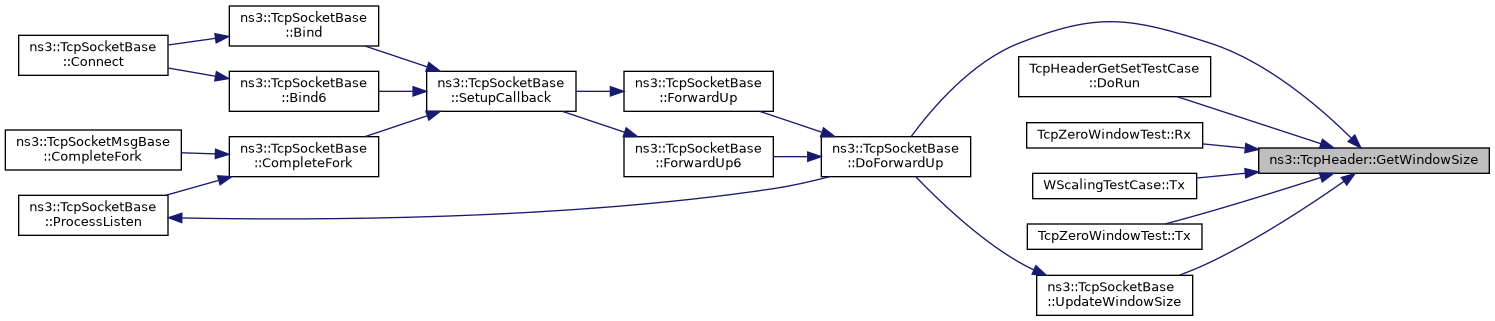 ns3::TcpSocketBase
::Connect
ns3::TcpSocketBase
::Bind
ns3::TcpSocketBase
::Bind6
ns3::TcpSocketMsgBase
::CompleteFork
ns3::TcpSocketBase
::CompleteFork
ns3::TcpSocketBase
::ProcessListen
ns3::TcpSocketBase
::SetupCallback
ns3::TcpSocketBase
::ForwardUp
ns3::TcpSocketBase
::ForwardUp6
ns3::TcpSocketBase
::DoForwardUp
TcpHeaderGetSetTestCase
::DoRun
TcpZeroWindowTest::Rx
WScalingTestCase::Tx
TcpZeroWindowTest::Tx
ns3::TcpSocketBase
::UpdateWindowSize
ns3::TcpHeader::GetWindowSize